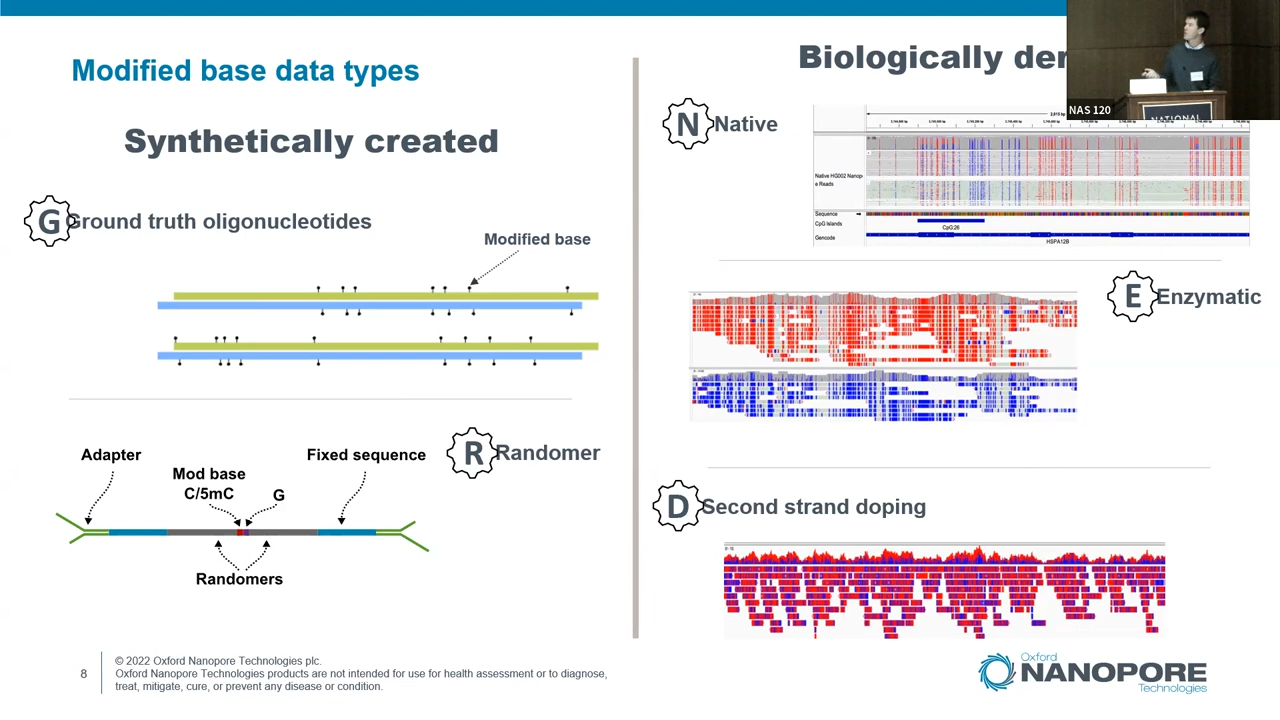 Modified base data types
Synthetically created
G Ground truth oligonucleotides
Modified base
Adapter
Mod base
C/5mC
G
Fixed sequence
R Randomer
Randomers
Biologically der
NAS 120
NATIONAL
N Native
Native HG002 Nanop
e Reads
Sequence
CpG Islands
CpG:26
Gencode
HSPA12B
E Enzymatic
D Second strand doping
8
© 2022 Oxford Nanopore Technologies plc.
Oxford Nanopore Technologies products are not intended for use for health assessment or to diagnose,
treat, mitigate, cure, or prevent any disease or condition.
Oxford
NANOPORE
Technologies